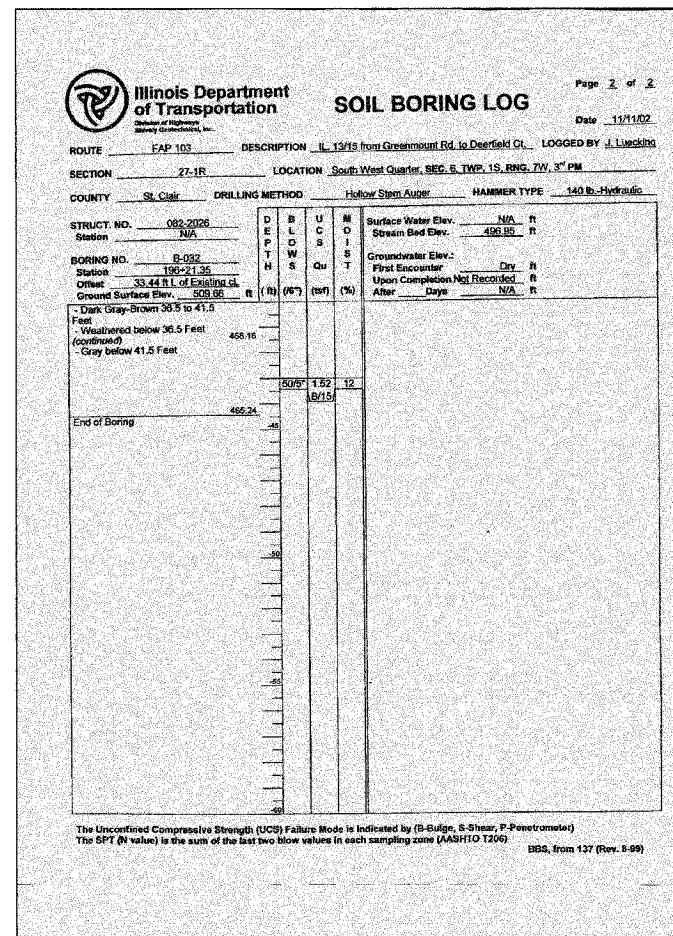 Page 2 of 2
Illinois Department
of Transportation
Division of Highways
SOIL BORING LOG
Date 11/11/02
ROUTE FAP 103 DESCRIPTION IL. 13/15 from Greenmount Rd. to Deerfield Ct. LOGGED BY J. Luecking
SECTION 27-1R LOCATION South West Quarter, SEC. 6, TWP. 1S, RNG. 7W, 3rd PM
COUNTY St. Clair DRILLING METHOD Hollow Stem Auger HAMMER TYPE 140 lb.-Hydraulic
STRUCT. NO. 082-2026
Station N/A
BORING NO. B-032
Station 196+21.35
Offset 33.44 ft L of Existing cL
Ground Surface Elev. 509.66 ft
DEPTH (ft)
BLOWS (/6")
UCS Qu (tsf)
MOIST (%)
Surface Water Elev. N/A ft
Stream Bed Elev. 496.95 ft
Groundwater Elev.:
First Encounter Dry ft
Upon Completion Not Recorded ft
After Days N/A ft
- Dark Gray-Brown 36.5 to 41.5
Feet
- Weathered below 36.5 Feet
(continued) 468.16
- Gray below 41.5 Feet
50/5" 1.52 12
B/15
465.24
End of Boring
-45
-50
-55
-60
The Unconfined Compressive Strength (UCS) Failure Mode is Indicated by (B-Bulge, S-Shear, P-Penetrometer)
The SPT (N value) is the sum of the last two blow values in each sampling zone (AASHTO T206)
BBS, from 137 (Rev. 8-99)